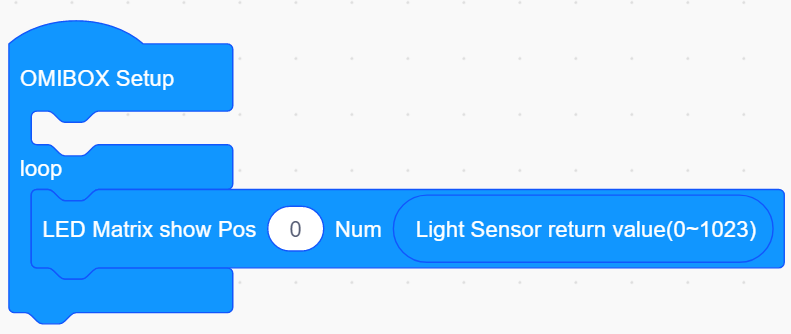 OMIBOX Setup
loop
LED Matrix show Pos 0 Num Light Sensor return value(0~1023)